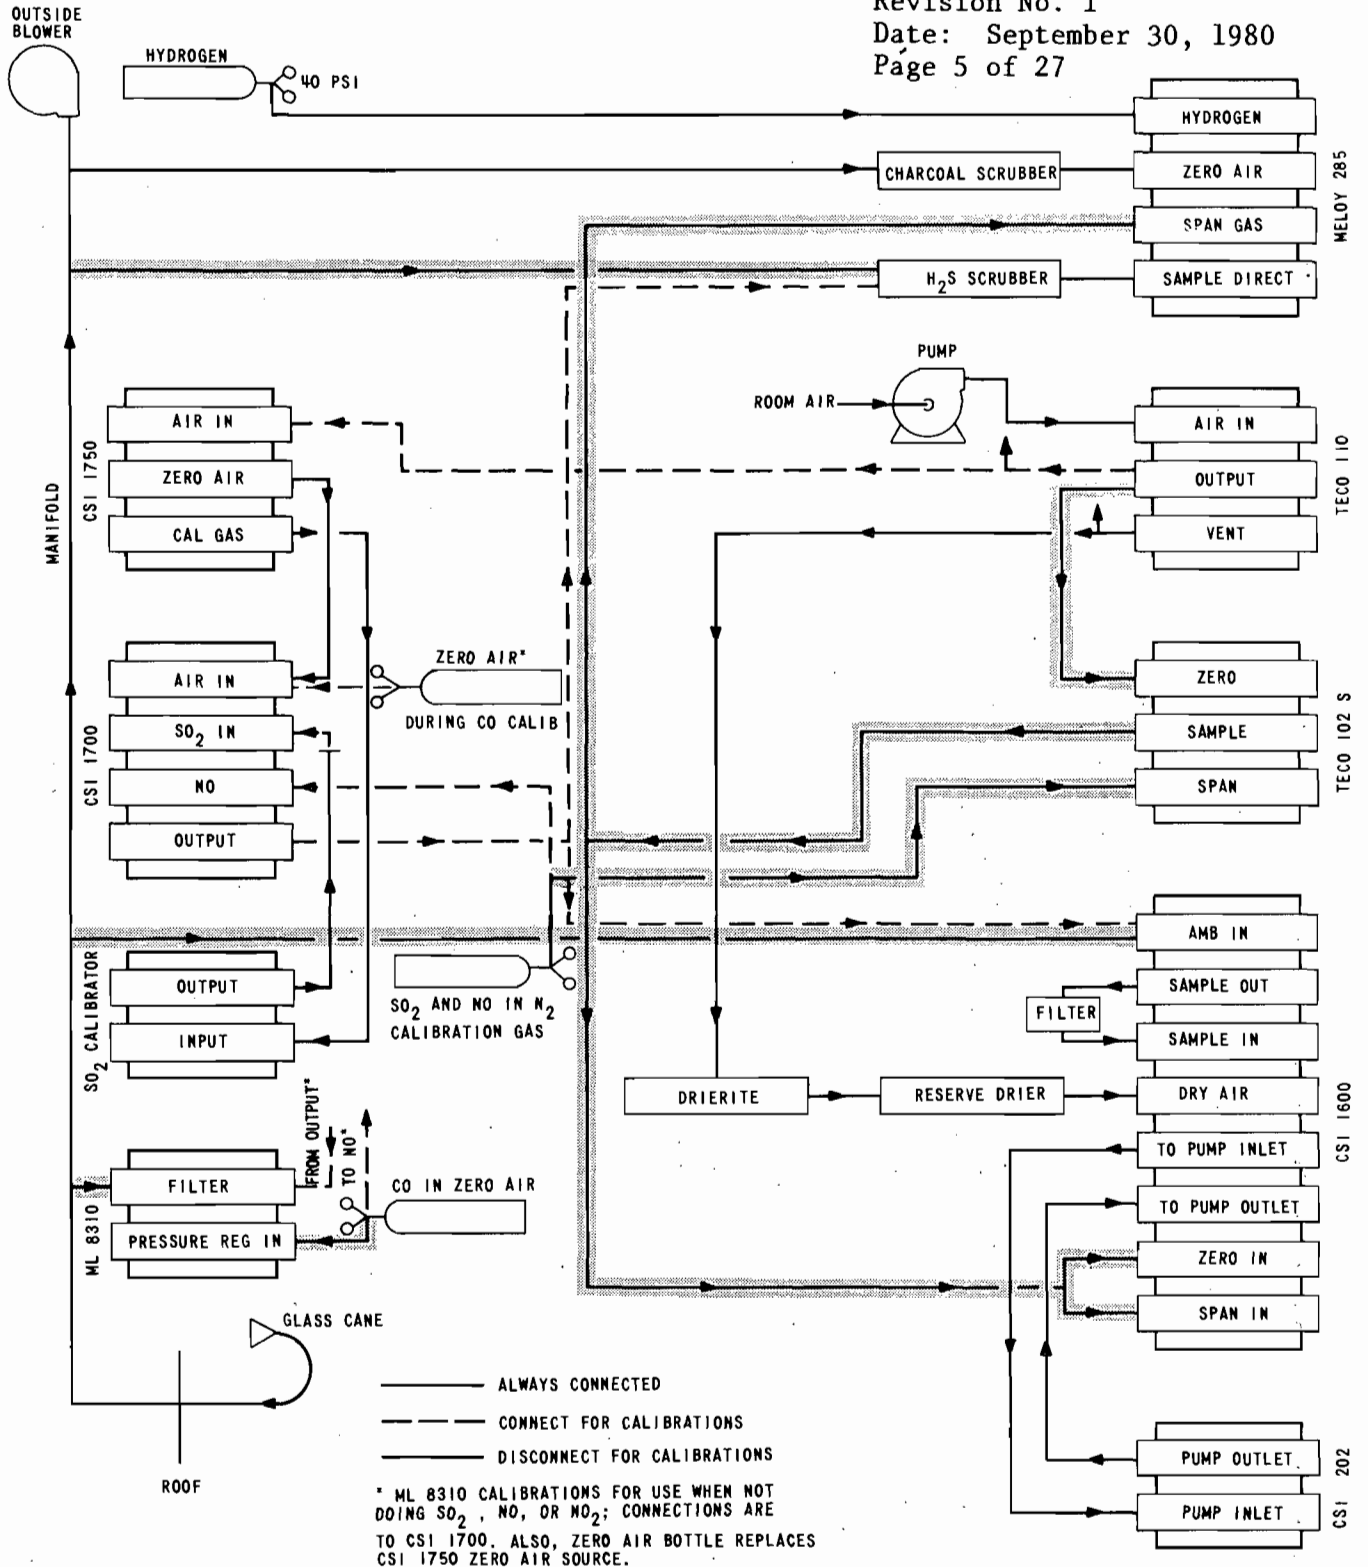 Revision No. 1
Date: September 30, 1980
Page 5 of 27
OUTSIDE
BLOWER
HYDROGEN
40 PSI
HYDROGEN
CHARCOAL SCRUBBER
ZERO AIR
SPAN GAS
H2S SCRUBBER
SAMPLE DIRECT
MELOY 285
PUMP
ROOM AIR
AIR IN
OUTPUT
VENT
TECO 110
AIR IN
ZERO AIR
CAL GAS
CSI 1750
MANIFOLD
ZERO AIR*
DURING CO CALIB
AIR IN
SO2 IN
NO
OUTPUT
CSI 1700
ZERO
SAMPLE
SPAN
TECO 102 S
OUTPUT
INPUT
SO2 CALIBRATOR
SO2 AND NO IN N2
CALIBRATION GAS
AMB IN
SAMPLE OUT
FILTER
SAMPLE IN
DRIERITE
RESERVE DRIER
DRY AIR
TO PUMP INLET
TO PUMP OUTLET
ZERO IN
SPAN IN
CSI 1600
FROM OUTPUT*
TO NO*
CO IN ZERO AIR
FILTER
PRESSURE REG IN
ML 8310
GLASS CANE
ROOF
ALWAYS CONNECTED
CONNECT FOR CALIBRATIONS
DISCONNECT FOR CALIBRATIONS
* ML 8310 CALIBRATIONS FOR USE WHEN NOT
DOING SO2 , NO, OR NO2; CONNECTIONS ARE
TO CSI 1700. ALSO, ZERO AIR BOTTLE REPLACES
CSI 1750 ZERO AIR SOURCE.
PUMP OUTLET
PUMP INLET
CSI 202